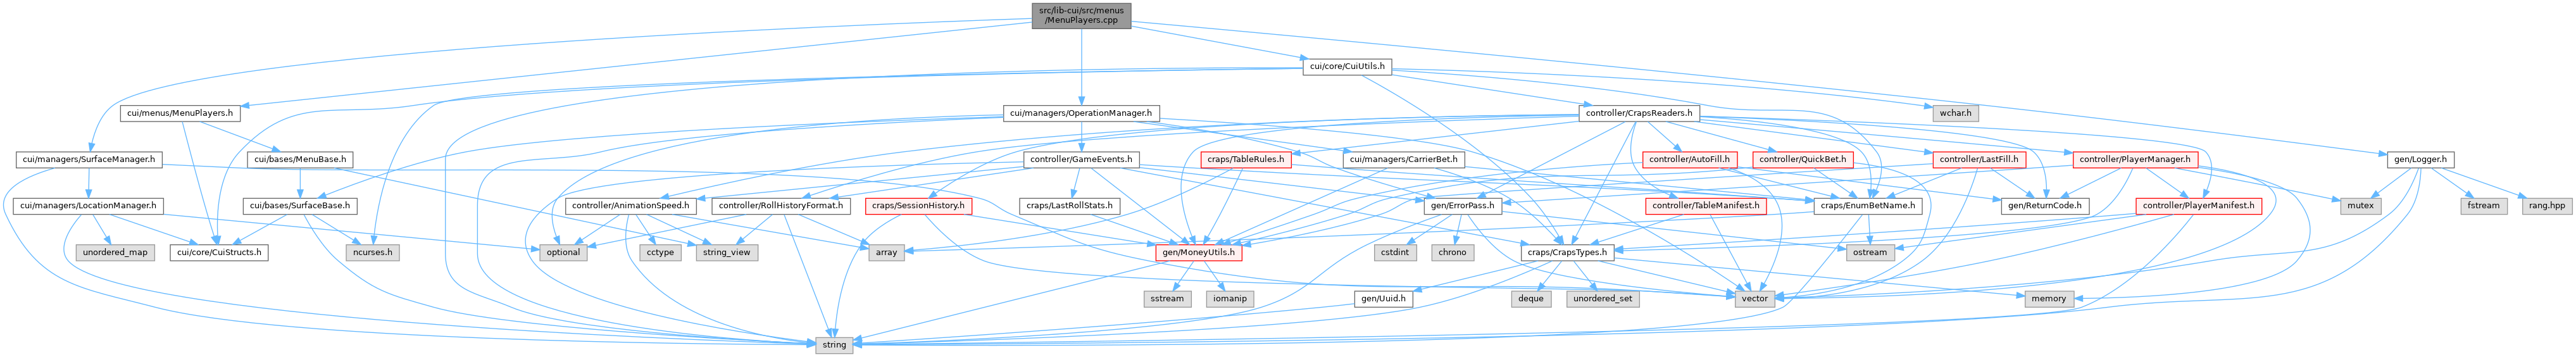 src/lib-cui/src/menus
/MenuPlayers.cpp
cui/core/CuiUtils.h
cui/menus/MenuPlayers.h
cui/managers/OperationManager.h
controller/CrapsReaders.h
wchar.h
cui/managers/SurfaceManager.h
cui/bases/MenuBase.h
controller/GameEvents.h
craps/TableRules.h
cui/managers/CarrierBet.h
controller/AutoFill.h
controller/QuickBet.h
controller/LastFill.h
controller/PlayerManager.h
gen/Logger.h
cui/managers/LocationManager.h
cui/bases/SurfaceBase.h
controller/AnimationSpeed.h
controller/RollHistoryFormat.h
craps/SessionHistory.h
craps/LastRollStats.h
gen/ErrorPass.h
controller/TableManifest.h
craps/EnumBetName.h
gen/ReturnCode.h
controller/PlayerManifest.h
mutex
fstream
rang.hpp
unordered_map
cui/core/CuiStructs.h
ncurses.h
optional
cctype
string_view
array
gen/MoneyUtils.h
cstdint
chrono
craps/CrapsTypes.h
ostream
sstream
iomanip
gen/Uuid.h
deque
unordered_set
vector
memory
string